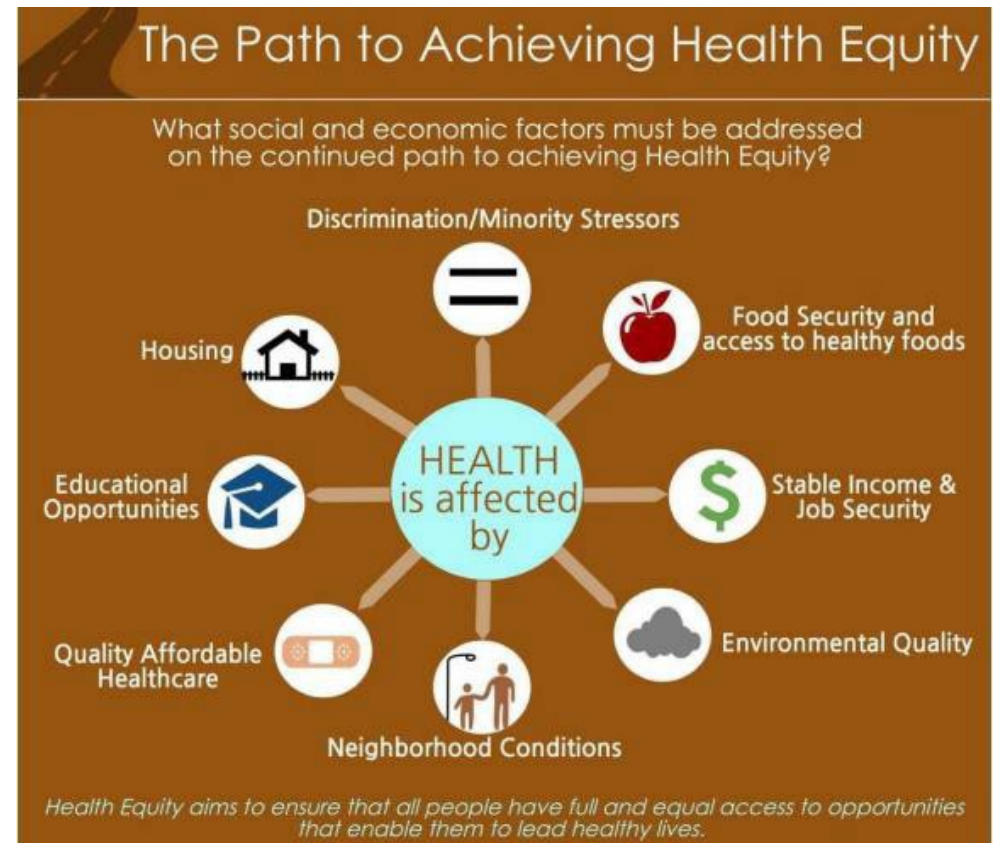 The Path to Achieving Health Equity
What social and economic factors must be addressed
on the continued path to achieving Health Equity?
Discrimination/Minority Stressors
Food Security and
access to healthy foods
Housing
HEALTH
is affected
by
Educational
Opportunities
Stable Income &
Job Security
Quality Affordable
Healthcare
Environmental Quality
Neighborhood Conditions
Health Equity aims to ensure that all people have full and equal access to opportunities
that enable them to lead healthy lives.